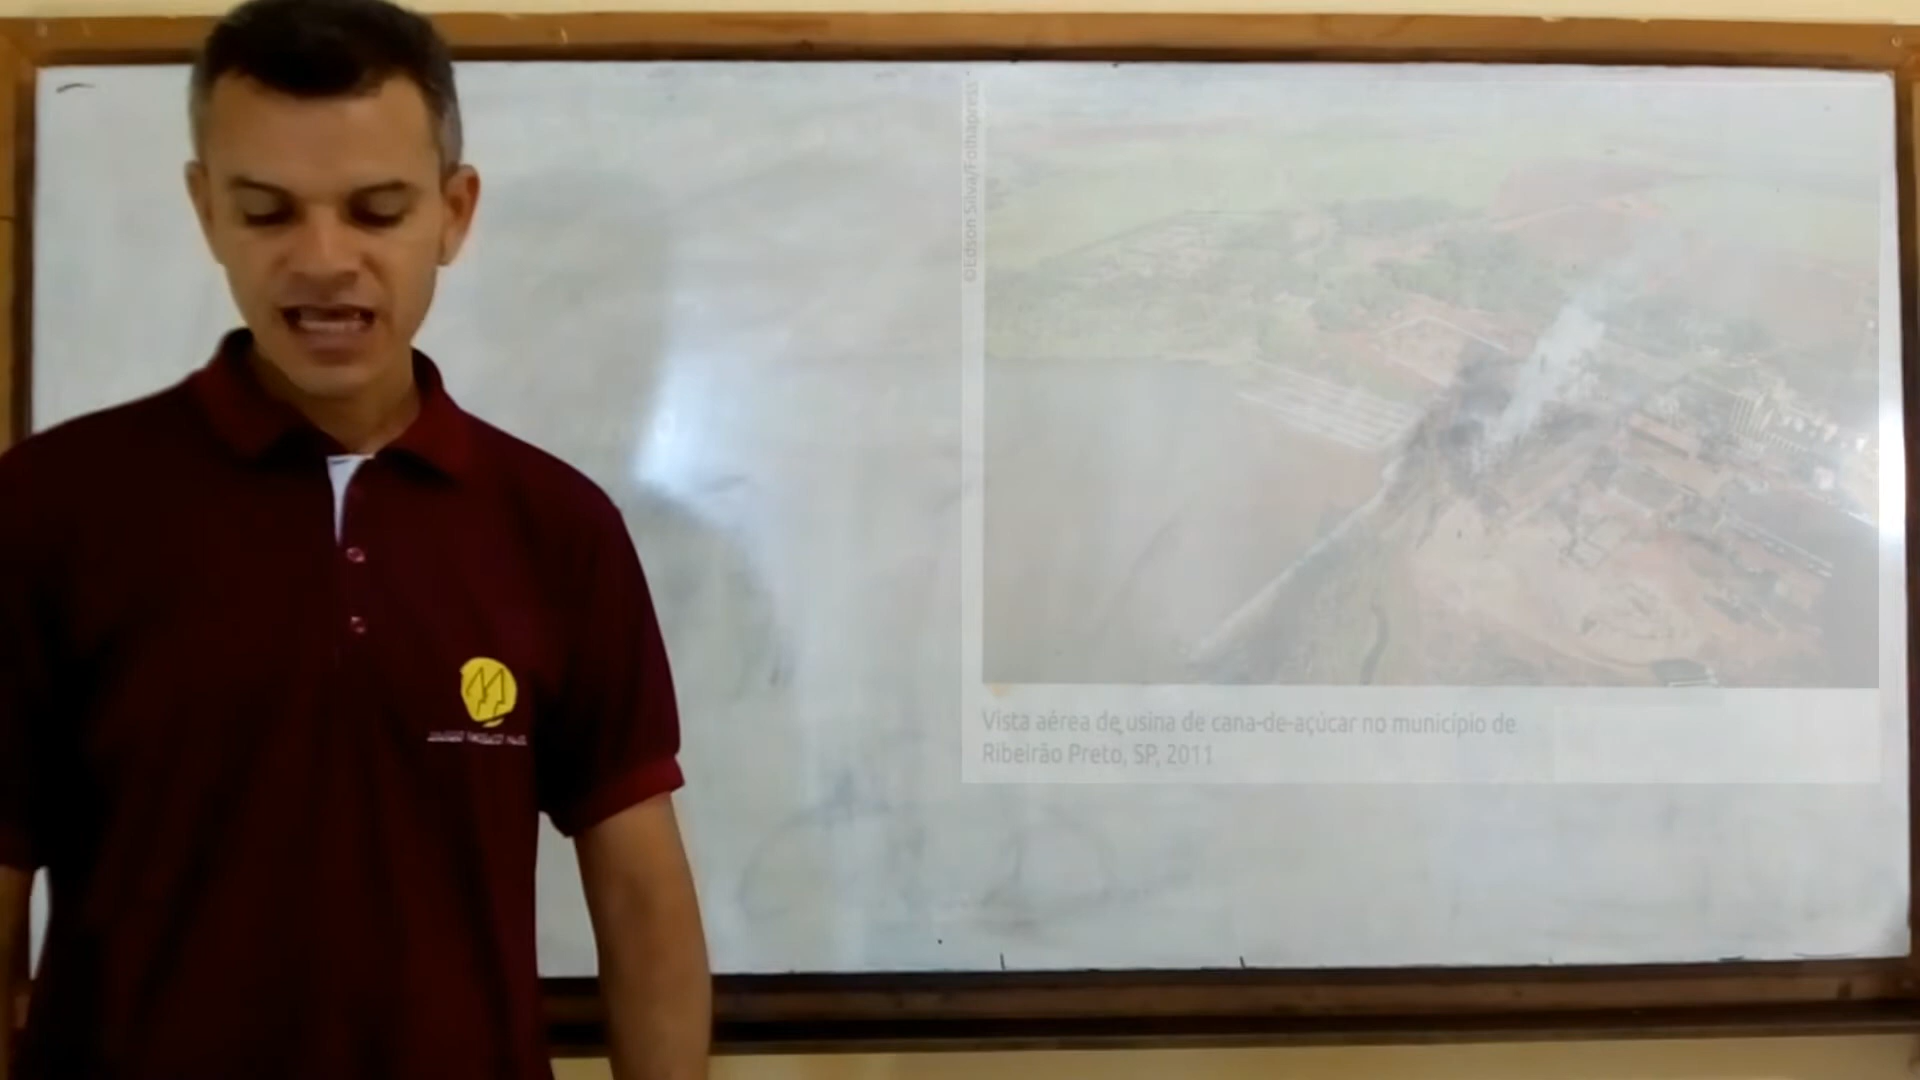 ©Edson Silva/Folhapress
Vista aérea de usina de cana-de-açúcar no município de
Ribeirão Preto, SP, 2011